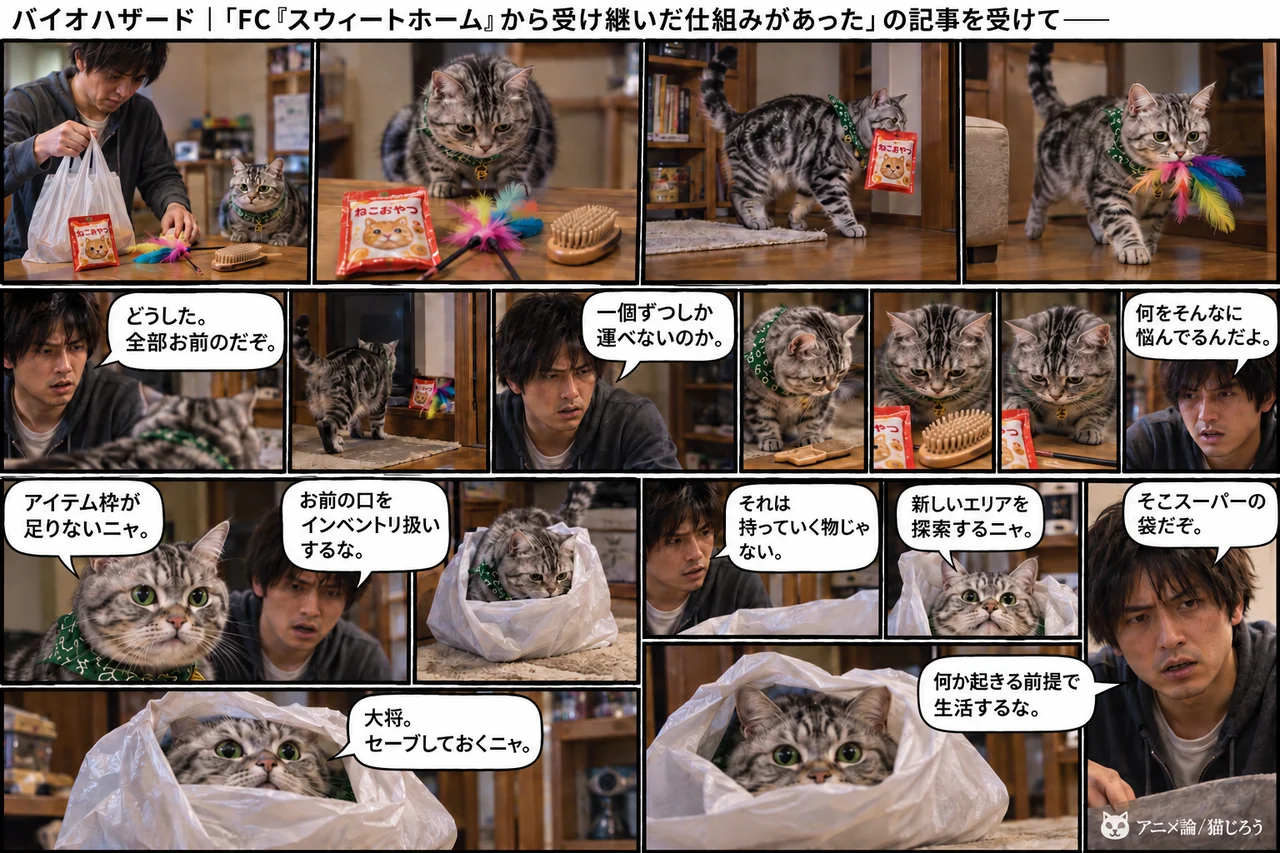 バイオハザード｜「FC『スウィートホーム』から受け継いだ仕組みがあった」の記事を受けて――
ねこおやつ
ねこおやつ
ねこおやつ
どうした。
全部お前のだぞ。
一個ずつしか
運べないのか。
おやつ
何をそんなに
悩んでるんだよ。
アイテム枠が
足りないニャ。
お前の口を
インベントリ扱い
するな。
それは
持っていく物じゃ
ない。
新しいエリアを
探索するニャ。
そこスーパーの
袋だぞ。
大将。
セーブしておくニャ。
何か起きる前提で
生活するな。
アニメ論/猫じろう